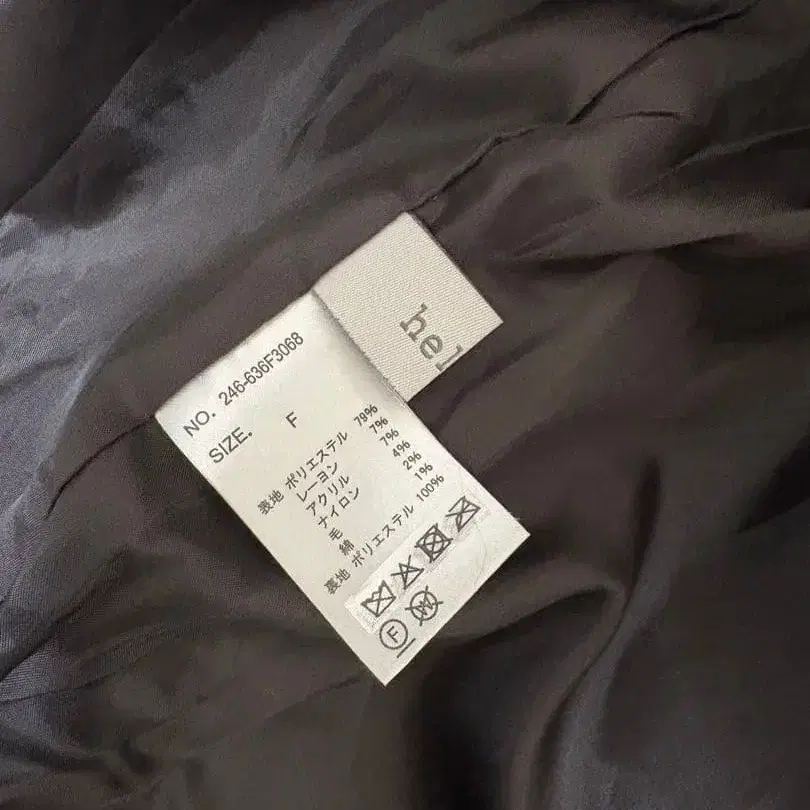 hel
NO. 246-636F3068
SIZE. F
表地 ポリエステル 79%
レーヨン 7%
アクリル 7%
ナイロン 4%
毛 2%
綿 1%
裏地 ポリエステル 100%
F W